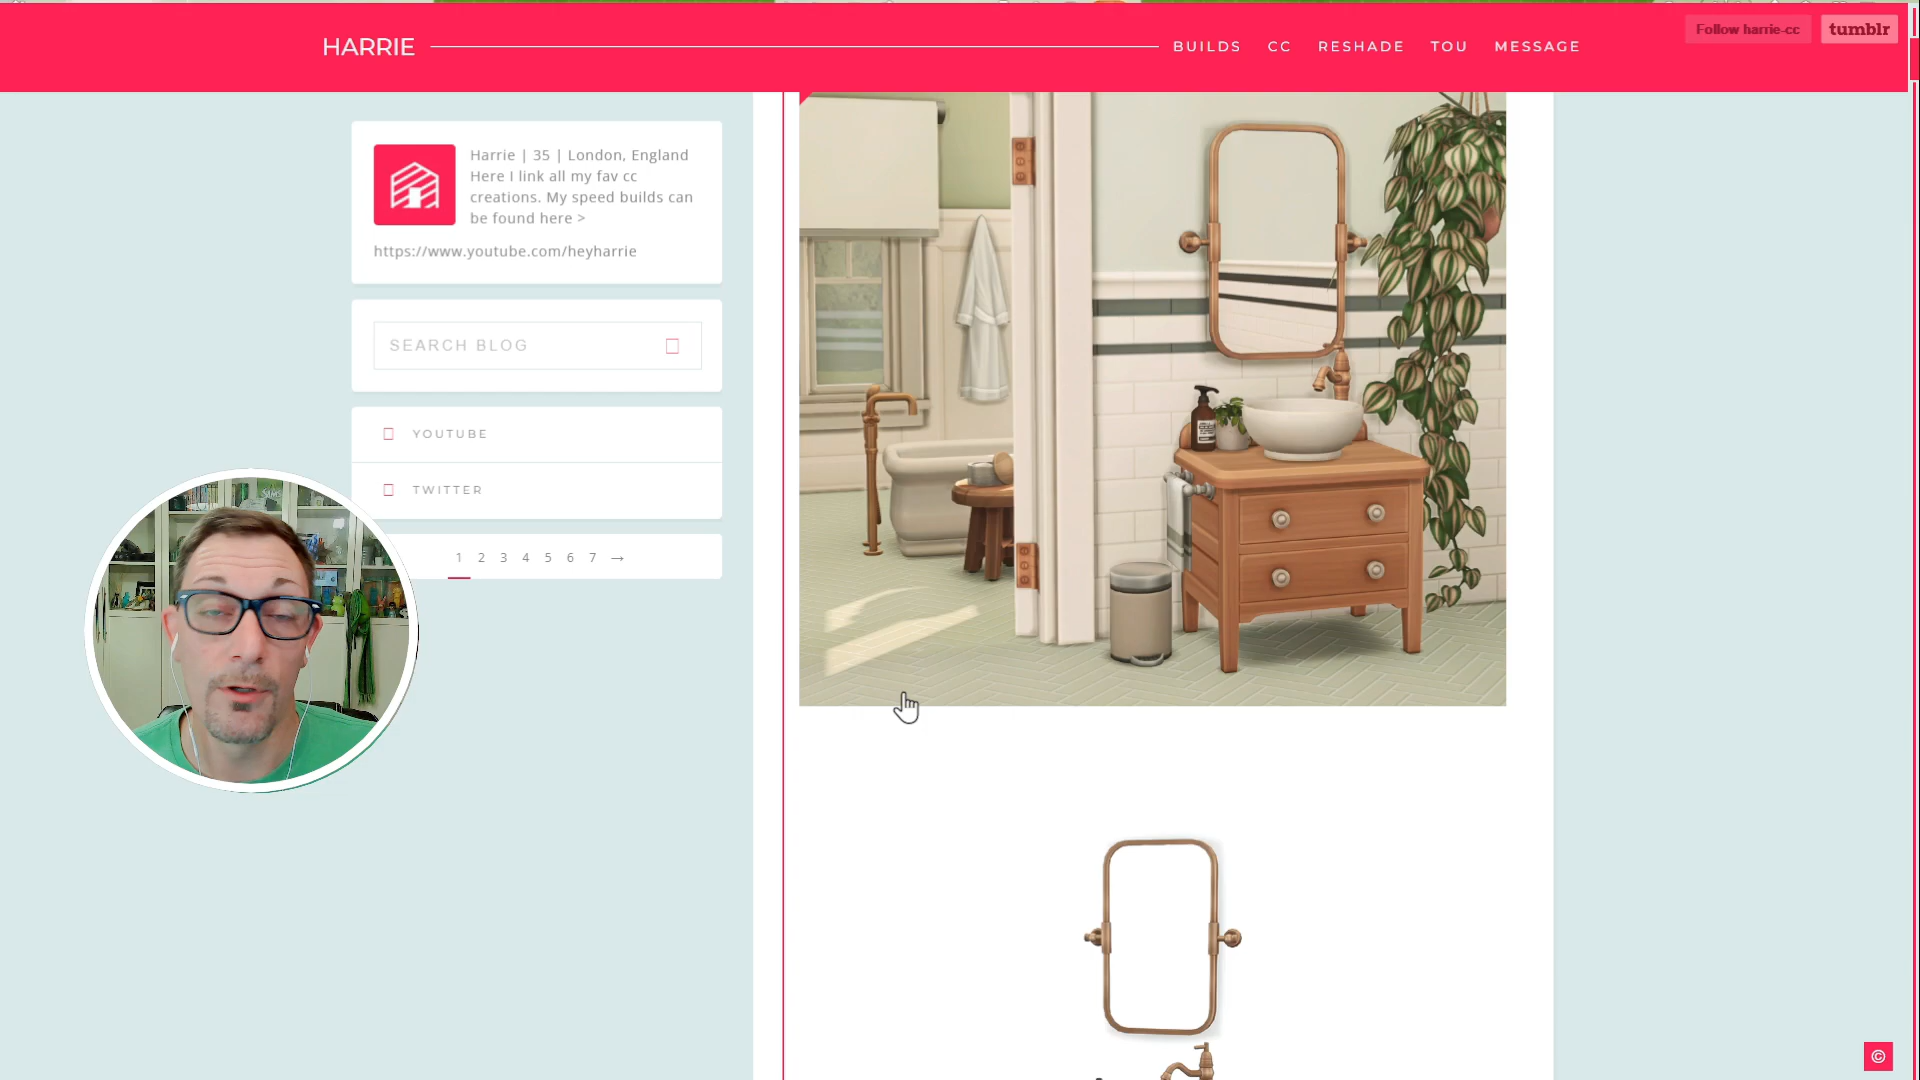 HARRIE
BUILDS CC RESHADE TOU MESSAGE
Follow harrie-cc
tumblr
Harrie | 35 | London, England
Here I link all my fav cc
creations. My speed builds can
be found here >
https://www.youtube.com/heyharrie
SEARCH BLOG
YOUTUBE
TWITTER
1 2 3 4 5 6 7 →
©